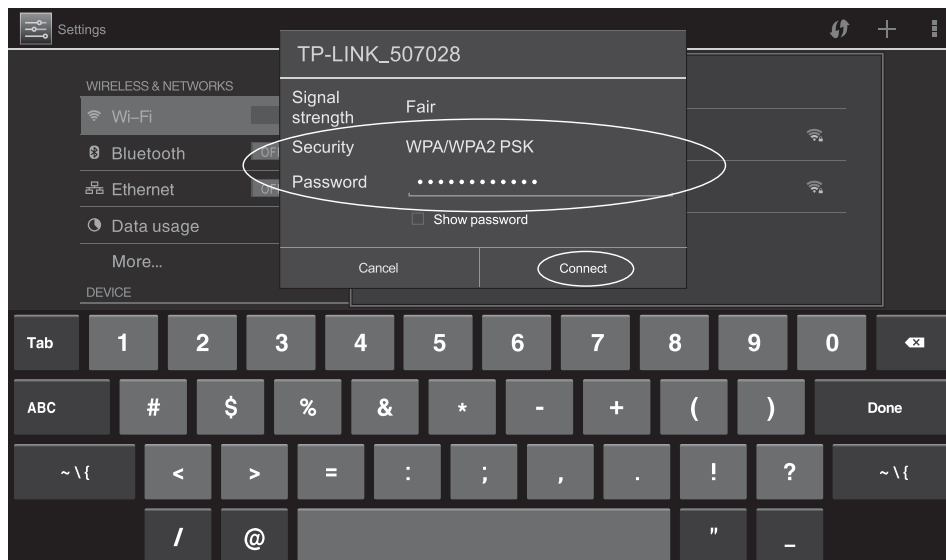 Settings
TP-LINK_507028
WIRELESS & NETWORKS
Signal strength Fair
Wi–Fi
Security WPA/WPA2 PSK
Bluetooth
Password ••••••••••••
Ethernet
Show password
Data usage
More...
Cancel Connect
DEVICE
Tab 1 2 3 4 5 6 7 8 9 0
ABC # $ % & * - + ( ) Done
~ \ { < > = : ; , . ! ? ~ \ {
/ @ " _